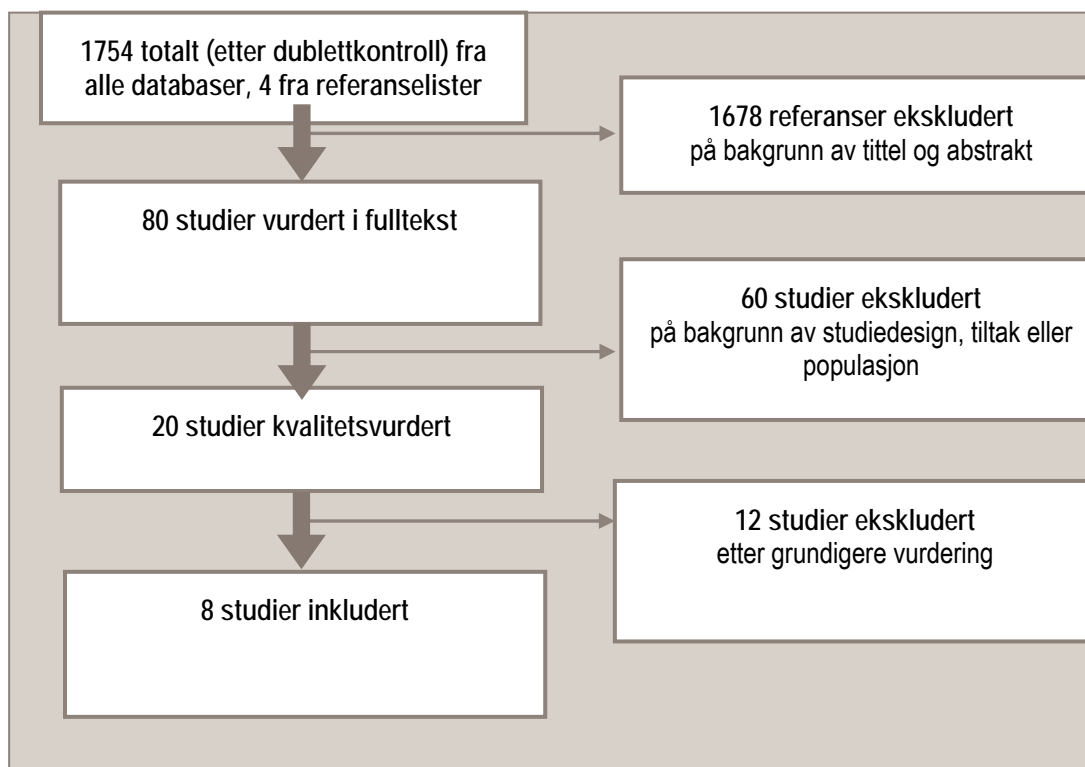 1754 totalt (etter dublettkontroll) fra
alle databaser, 4 fra referanselister
1678 referanser ekskludert
på bakgrunn av tittel og abstrakt
80 studier vurdert i fulltekst
60 studier ekskludert
på bakgrunn av studiedesign, tiltak eller
populasjon
20 studier kvalitetsvurdert
12 studier ekskludert
etter grundigere vurdering
8 studier inkludert